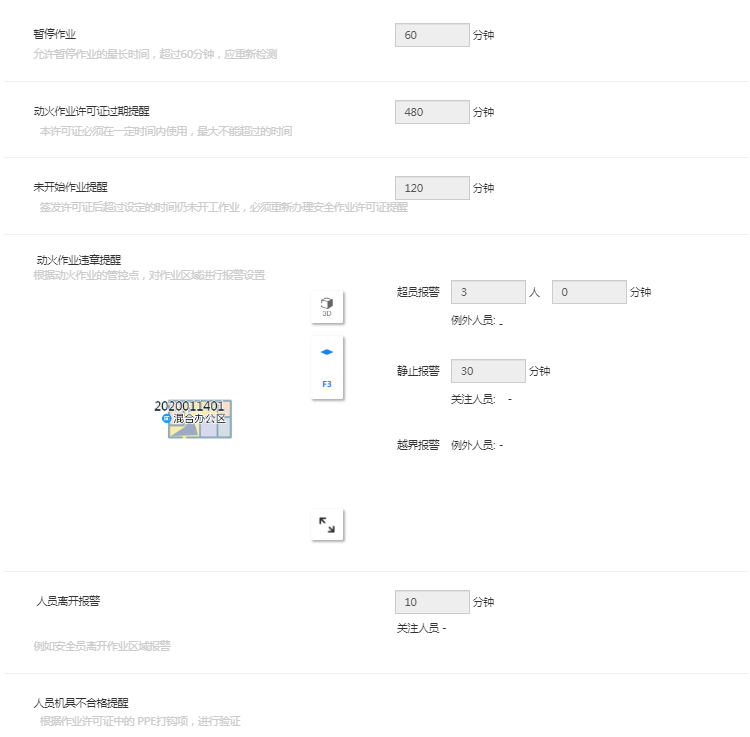 暂停作业
60 分钟
允许暂停作业的最长时间，超过60分钟，应重新检测
动火作业许可证过期提醒
480 分钟
本许可证必须在一定时间内使用，最大不能超过的时间
未开始作业提醒
120 分钟
签发许可证后超过设定的时间仍未开工作业，必须重新办理安全作业许可证提醒
动火作业违章提醒
根据动火作业的管控点，对作业区域进行报警设置
3D
F3
2020011401
混合办公区
超员报警 3 人 0 分钟
例外人员: -
静止报警 30 分钟
关注人员: -
越界报警 例外人员: -
人员离开报警
10 分钟
关注人员 -
例如安全员离开作业区域报警
人员机具不合格提醒
根据作业许可证中的 PPE打钩项，进行验证